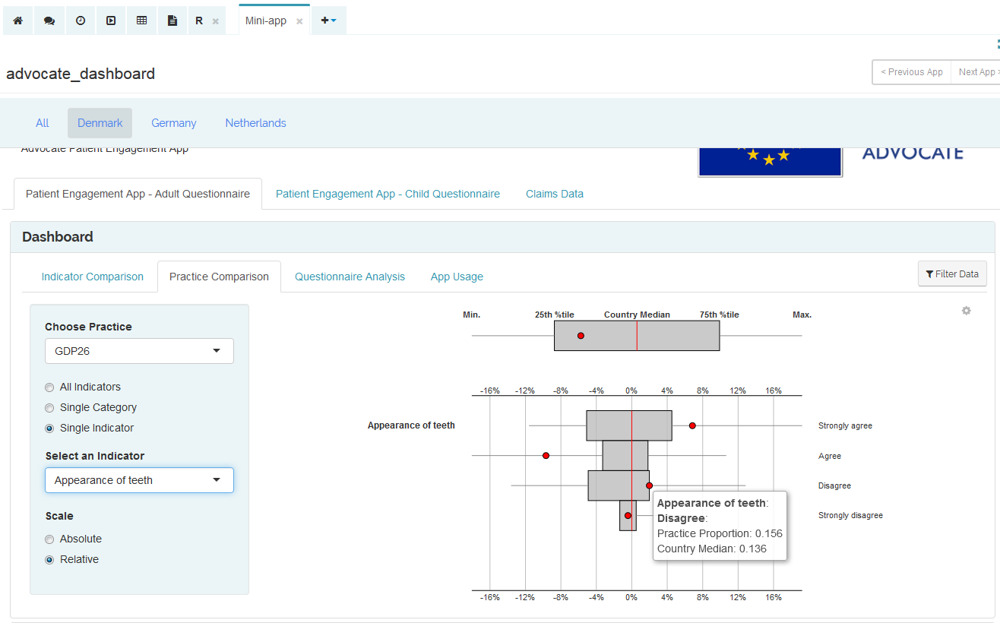 R × Mini-app × +
advocate_dashboard
< Previous App Next App >
All Denmark Germany Netherlands
Advocate Patient Engagement App
ADVOCATE
Patient Engagement App - Adult Questionnaire Patient Engagement App - Child Questionnaire Claims Data
Dashboard
Indicator Comparison Practice Comparison Questionnaire Analysis App Usage
Filter Data
Choose Practice
GDP26
All Indicators
Single Category
Single Indicator
Select an Indicator
Appearance of teeth
Scale
Absolute
Relative
Min. 25th %tile Country Median 75th %tile Max.
-16% -12% -8% -4% 0% 4% 8% 12% 16%
Appearance of teeth
Strongly agree
Agree
Disagree
Strongly disagree
Appearance of teeth:
Disagree:
Practice Proportion: 0.156
Country Median: 0.136
-16% -12% -8% -4% 0% 4% 8% 12% 16%